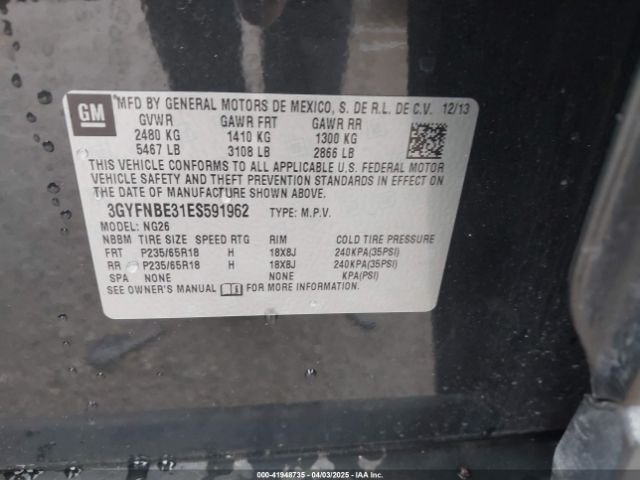 GM
MFD BY GENERAL MOTORS DE MEXICO, S. DE R.L. DE C.V. 12/13
GVWR GAWR FRT GAWR RR
2480 KG 1410 KG 1300 KG
5467 LB 3108 LB 2866 LB
THIS VEHICLE CONFORMS TO ALL APPLICABLE U.S. FEDERAL MOTOR
VEHICLE SAFETY AND THEFT PREVENTION STANDARDS IN EFFECT ON
THE DATE OF MANUFACTURE SHOWN ABOVE.
3GYFNBE31ES591962 TYPE: M.P.V.
MODEL: NG26
NBBM TIRE SIZE SPEED RTG RIM COLD TIRE PRESSURE
FRT P235/65R18 H 18X8J 240KPA(35PSI)
RR P235/65R18 H 18X8J 240KPA(35PSI)
SPA NONE NONE KPA(PSI)
SEE OWNER'S MANUAL FOR MORE INFORMATION.
000-41948735 - 04/03/2025 - IAAI.COM - COPART.COM